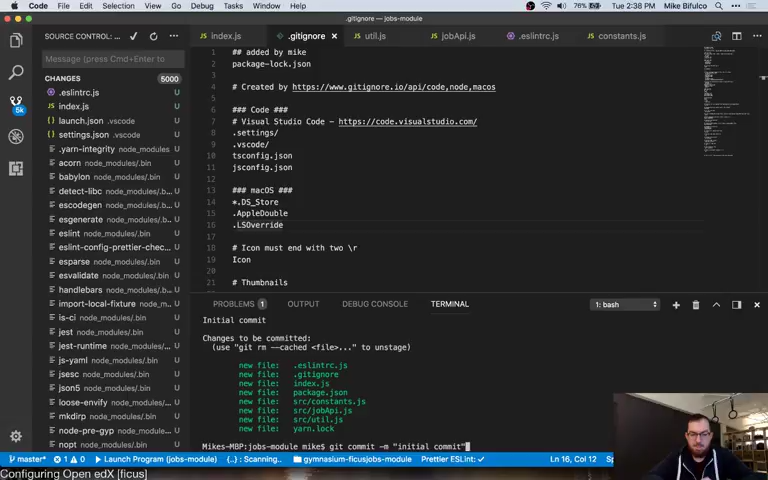 Code File Edit Selection View Go Debug Tasks Window Help 76% Tue 2:38 PM Mike Bifulco
.gitignore — jobs-module
SOURCE CONTROL:
Message (press Cmd+Enter to
CHANGES 5000
.eslintrc.js U
index.js U
launch.json .vscode U
settings.json .vscode U
.yarn-integrity node_modules U
acorn node_modules/.bin U
babylon node_modules/.bin U
detect-libc node_modules/.b... U
escodegen node_modules/.b... U
esgenerate node_modules/.b... U
eslint node_modules/.bin U
eslint-config-prettier-chec... U
esparse node_modules/.bin U
esvalidate node_modules/.bin U
handlebars node_modules/.bin U
import-local-fixture node_m... U
is-ci node_modules/.bin U
jest node_modules/.bin U
jest-runtime node_modules/.... U
js-yaml node_modules/.bin U
jsesc node_modules/.bin U
json5 node_modules/.bin U
loose-envify node_modules/.... U
mkdirp node_modules/.bin U
node-pre-gyp node_modules/... U
nopt node_modules/.bin U
5k
index.js .gitignore util.js jobApi.js .eslintrc.js constants.js
1 ## added by mike
2 package-lock.json
3
4 # Created by https://www.gitignore.io/api/code,node,macos
5
6 ### Code ###
7 # Visual Studio Code - https://code.visualstudio.com/
8 .settings/
9 .vscode/
10 tsconfig.json
11 jsconfig.json
12
13 ### macOS ###
14 *.DS_Store
15 .AppleDouble
16 .LSOverride
17
18 # Icon must end with two \r
19 Icon
20
21 # Thumbnails
PROBLEMS 1 OUTPUT DEBUG CONSOLE TERMINAL 1: bash
Initial commit
Changes to be committed:
(use "git rm --cached <file>..." to unstage)
new file: .eslintrc.js
new file: .gitignore
new file: index.js
new file: package.json
new file: src/constants.js
new file: src/jobApi.js
new file: src/util.js
new file: yarn.lock
Mikes-MBP:jobs-module mike$ git commit -m "initial commit"
master* 1 0 Launch Program (jobs-module) {..} : Scanning.. gymnasium-ficusjobs-module Prettier ESLint: ✓ Ln 16, Col 12
Configuring Open edX [ficus]